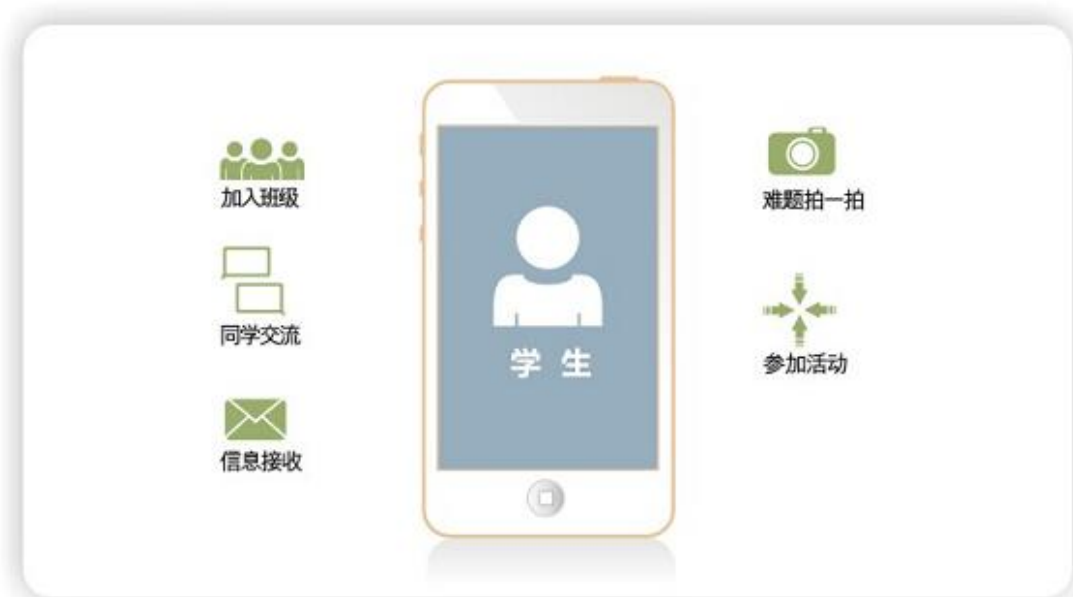 加入班级
同学交流
信息接收
学生
难题拍一拍
参加活动